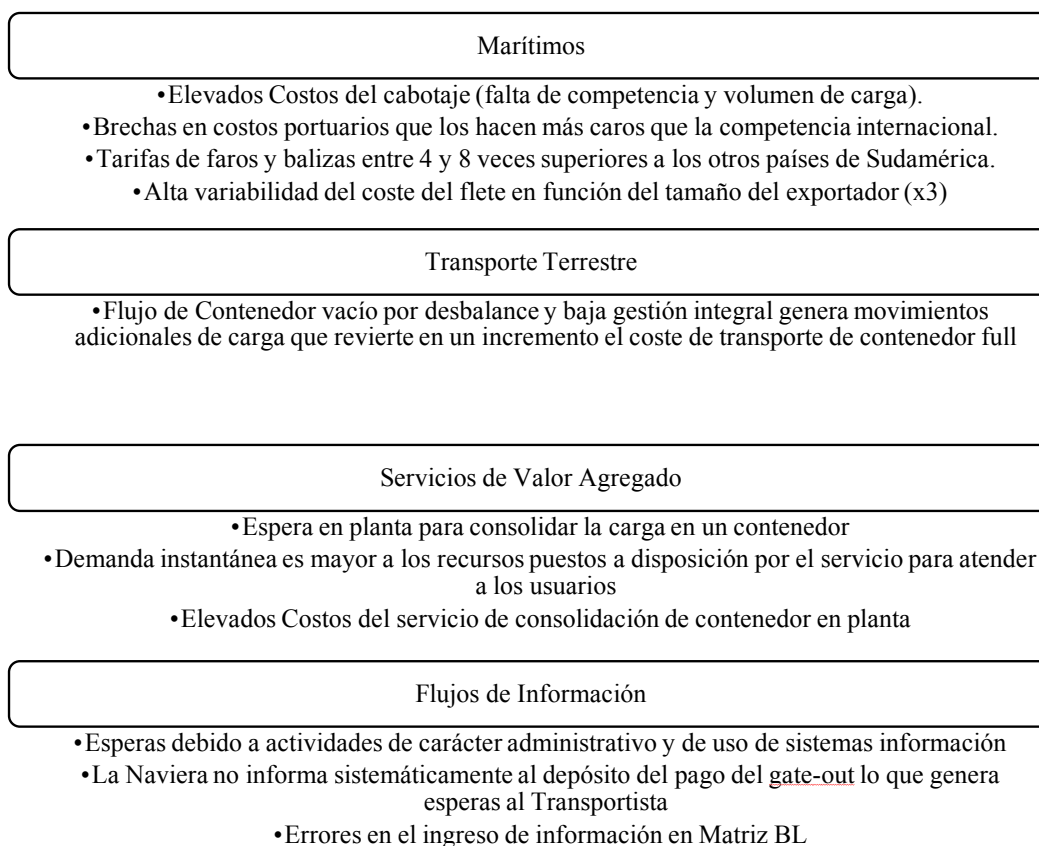 Marítimos
•Elevados Costos del cabotaje (falta de competencia y volumen de carga).
•Brechas en costos portuarios que los hacen más caros que la competencia internacional.
•Tarifas de faros y balizas entre 4 y 8 veces superiores a los otros países de Sudamérica.
•Alta variabilidad del coste del flete en función del tamaño del exportador (x3)
Transporte Terrestre
•Flujo de Contenedor vacío por desbalance y baja gestión integral genera movimientos
adicionales de carga que revierte en un incremento el coste de transporte de contenedor full
Servicios de Valor Agregado
•Espera en planta para consolidar la carga en un contenedor
•Demanda instantánea es mayor a los recursos puestos a disposición por el servicio para atender
a los usuarios
•Elevados Costos del servicio de consolidación de contenedor en planta
Flujos de Información
•Esperas debido a actividades de carácter administrativo y de uso de sistemas información
•La Naviera no informa sistemáticamente al depósito del pago del gate-out lo que genera
esperas al Transportista
•Errores en el ingreso de información en Matriz BL